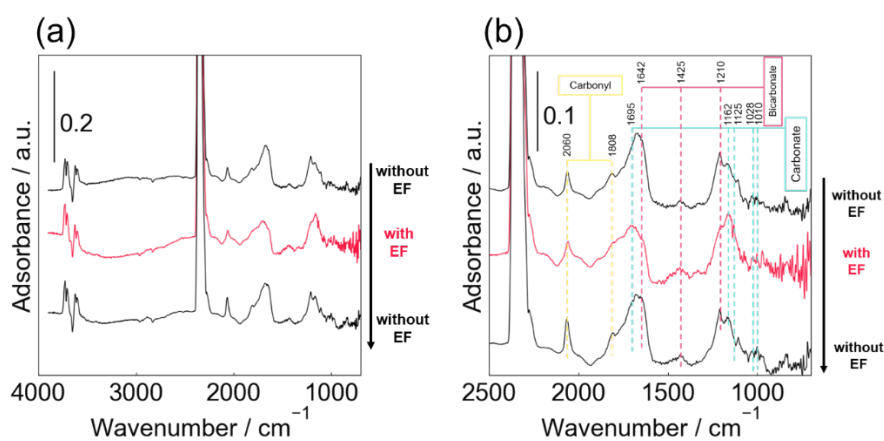 (a)
Absorbance / a.u.
0.2
without
EF
with
EF
without
EF
4000
3000
2000
1000
Wavenumber / cm−1
(b)
Absorbance / a.u.
0.1
Carbonyl
2060
1808
1695
1642
1425
1210
1162
1125
1028
1010
Bicarbonate
Carbonate
without
EF
with
EF
without
EF
2500
2000
1500
1000
Wavenumber / cm−1